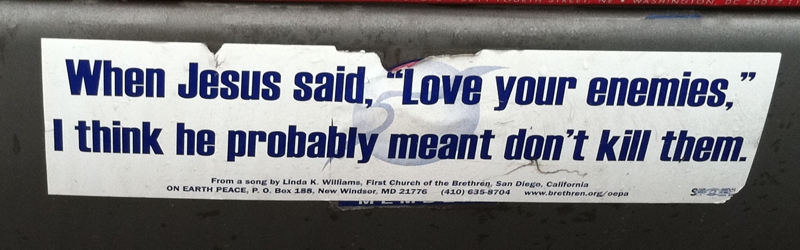 When Jesus said, “Love your enemies,”
I think he probably meant don’t kill them.
From a song by Linda K. Williams, First Church of the Brethren, San Diego, California
ON EARTH PEACE, P. O. Box 188, New Windsor, MD 21776 (410) 635-8704 www.brethren.org/oepa